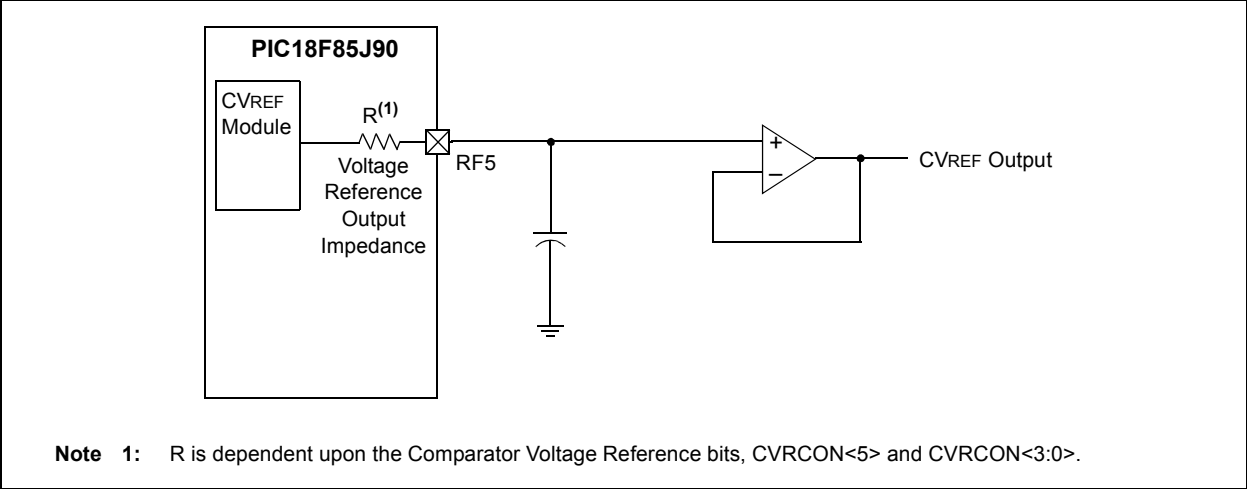 PIC18F85J90
CVREF
Module
R(1)
Voltage
Reference
Output
Impedance
RF5
+
–
CVREF Output
Note 1: R is dependent upon the Comparator Voltage Reference bits, CVRCON<5> and CVRCON<3:0>.